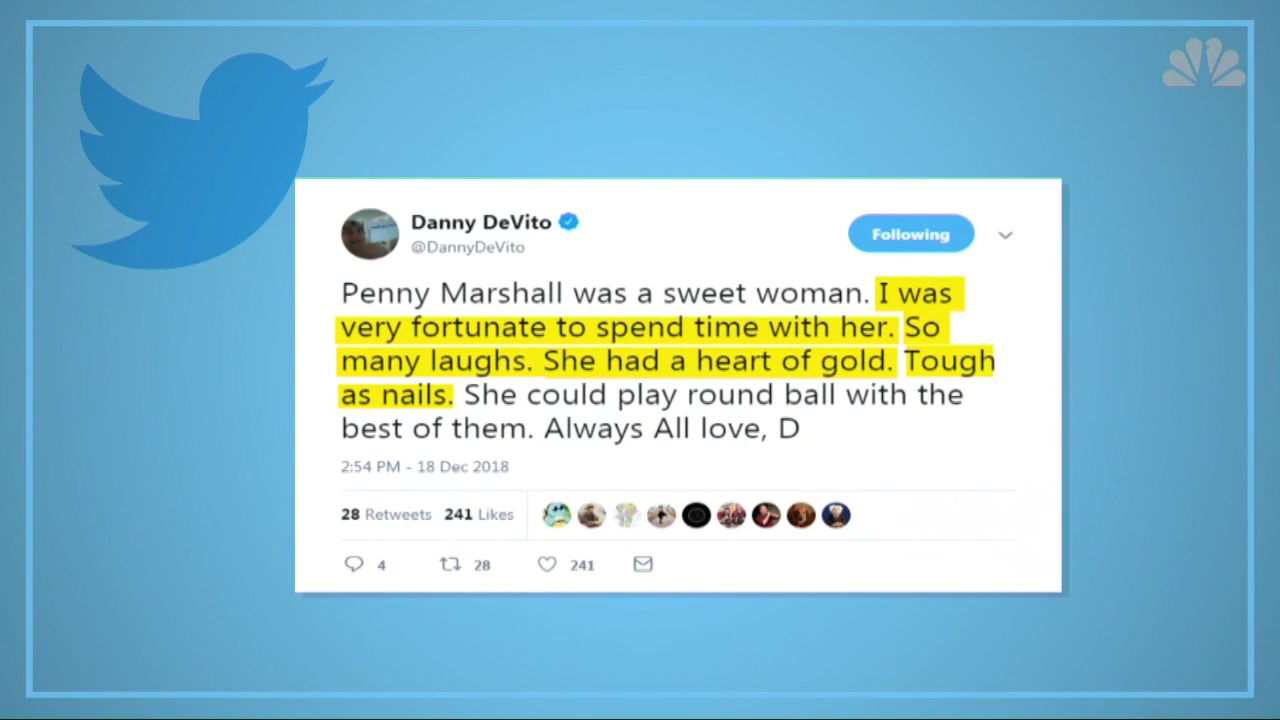 Danny DeVito
@DannyDeVito
Following
Penny Marshall was a sweet woman. I was
very fortunate to spend time with her. So
many laughs. She had a heart of gold. Tough
as nails. She could play round ball with the
best of them. Always All love, D
2:54 PM - 18 Dec 2018
28 Retweets 241 Likes
4 28 241